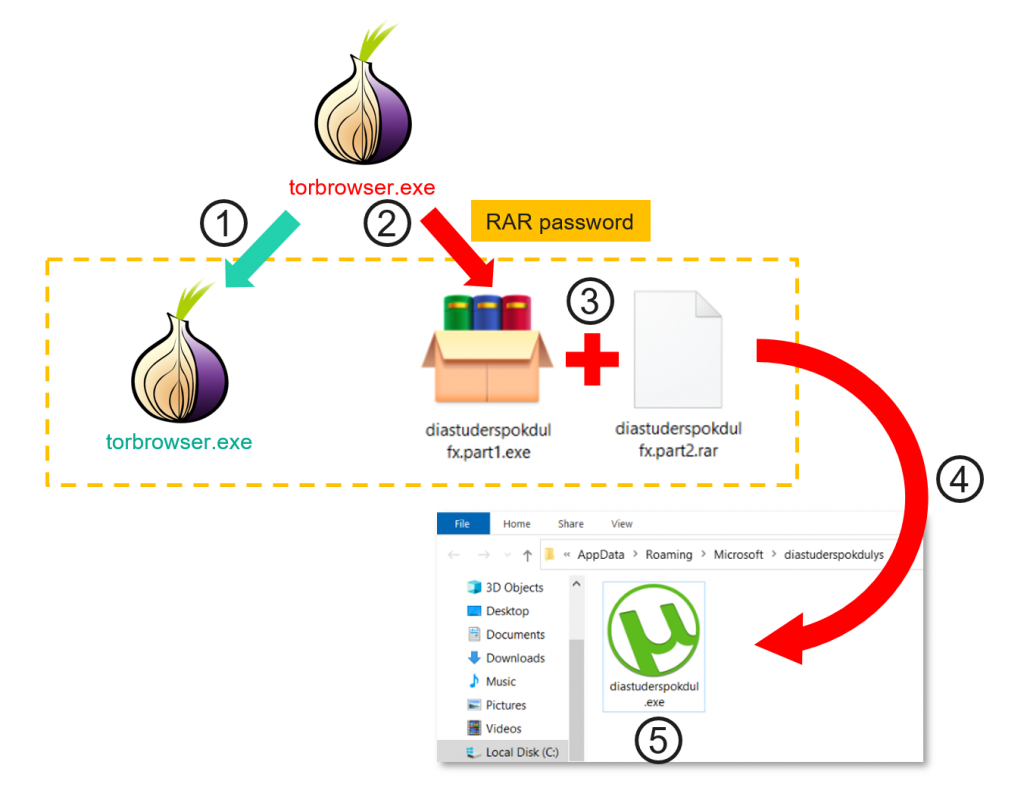 torbrowser.exe
1
2
RAR password
3
torbrowser.exe
diastuderspokdul
fx.part1.exe
diastuderspokdul
fx.part2.rar
4
File Home Share View
« AppData > Roaming > Microsoft > diastuderspokdulys
3D Objects
Desktop
Documents
Downloads
Music
Pictures
Videos
Local Disk (C:)
diastuderspokdul
.exe
5